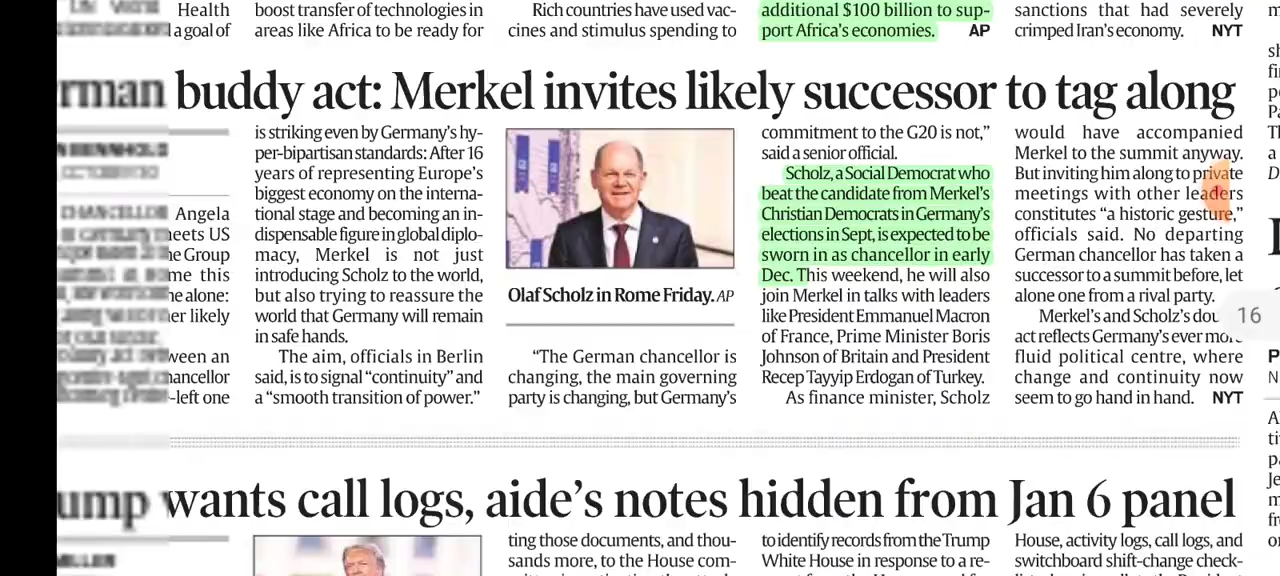 Health
a goal of
boost transfer of technologies in
areas like Africa to be ready for
Rich countries have used vac-
cines and stimulus spending to
additional $100 billion to sup-
port Africa's economies. AP
sanctions that had severely
crimped Iran's economy. NYT
rman buddy act: Merkel invites likely successor to tag along
CHANCELLOR Angela
meets US
he Group
me this
he alone:
her likely
ween an
hancellor
-left one
is striking even by Germany's hy-
per-bipartisan standards: After 16
years of representing Europe's
biggest economy on the interna-
tional stage and becoming an in-
dispensable figure in global diplo-
macy, Merkel is not just
introducing Scholz to the world,
but also trying to reassure the
world that Germany will remain
in safe hands.
The aim, officials in Berlin
said, is to signal "continuity" and
a "smooth transition of power."
Olaf Scholz in Rome Friday. AP
"The German chancellor is
changing, the main governing
party is changing, but Germany's
commitment to the G20 is not,"
said a senior official.
Scholz, a Social Democrat who
beat the candidate from Merkel's
Christian Democrats in Germany's
elections in Sept, is expected to be
sworn in as chancellor in early
Dec. This weekend, he will also
join Merkel in talks with leaders
like President Emmanuel Macron
of France, Prime Minister Boris
Johnson of Britain and President
Recep Tayyip Erdogan of Turkey.
As finance minister, Scholz
would have accompanied
Merkel to the summit anyway.
But inviting him along to private
meetings with other leaders
constitutes "a historic gesture,"
officials said. No departing
German chancellor has taken a
successor to a summit before, let
alone one from a rival party.
Merkel's and Scholz's
act reflects Germany's ever more
fluid political centre, where
change and continuity now
seem to go hand in hand. NYT
16
ump wants call logs, aide's notes hidden from Jan 6 panel
ting those documents, and thou-
sands more, to the House com-
to identify records from the Trump
White House in response to a re-
House, activity logs, call logs, and
switchboard shift-change check-